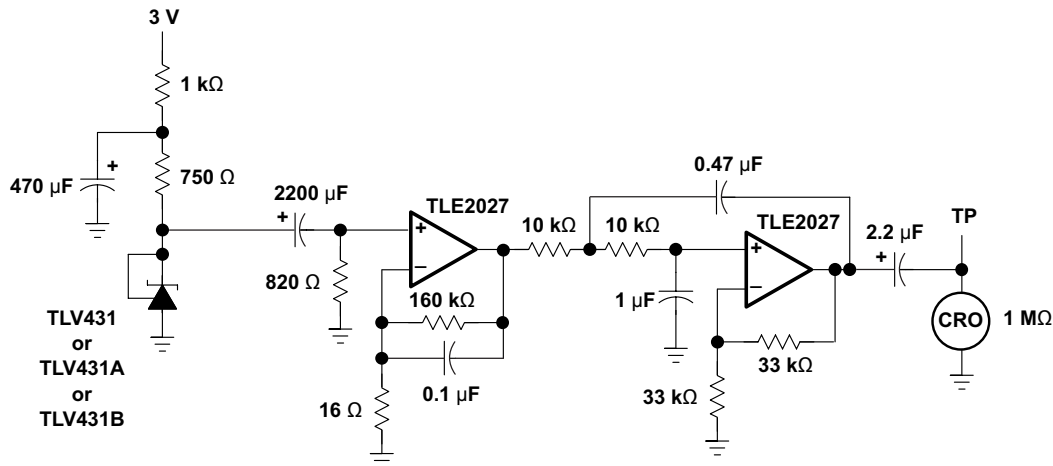 3 V
1 kΩ
+
470 µF
750 Ω
2200 µF
+
820 Ω
TLE2027
+
−
160 kΩ
0.1 µF
16 Ω
10 kΩ
10 kΩ
0.47 µF
1 µF
TLE2027
+
−
33 kΩ
33 kΩ
2.2 µF
+
TP
CRO
1 MΩ
TLV431
or
TLV431A
or
TLV431B